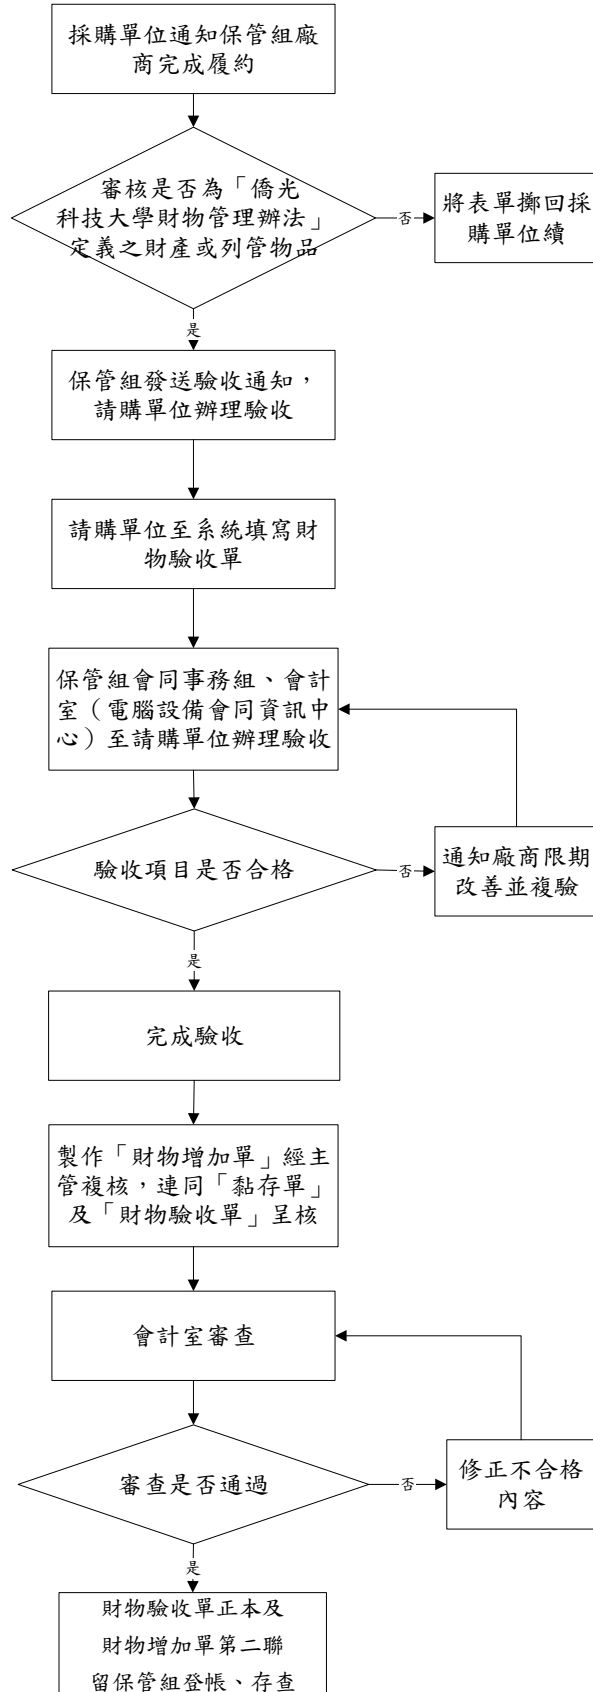 採購單位通知保管組廠
商完成履約
審核是否為「僑光
科技大學財物管理辦法」
定義之財產或列管物品
否
將表單擲回採
購單位續
是
保管組發送驗收通知，
請購單位辦理驗收
請購單位至系統填寫財
物驗收單
保管組會同事務組、會計
室（電腦設備會同資訊中
心）至請購單位辦理驗收
驗收項目是否合格
否
通知廠商限期
改善並複驗
是
完成驗收
製作「財物增加單」經主
管複核，連同「黏存單」
及「財物驗收單」呈核
會計室審查
審查是否通過
否
修正不合格
內容
是
財物驗收單正本及
財物增加單第二聯
留保管組登帳、存查